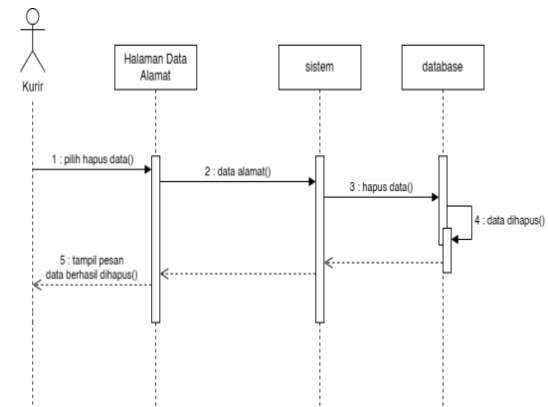 Kurir
Halaman Data
Alamat
sistem
database
1 : pilih hapus data()
2 : data alamat()
3 : hapus data()
4 : data dihapus()
5 : tampil pesan
data berhasil dihapus()